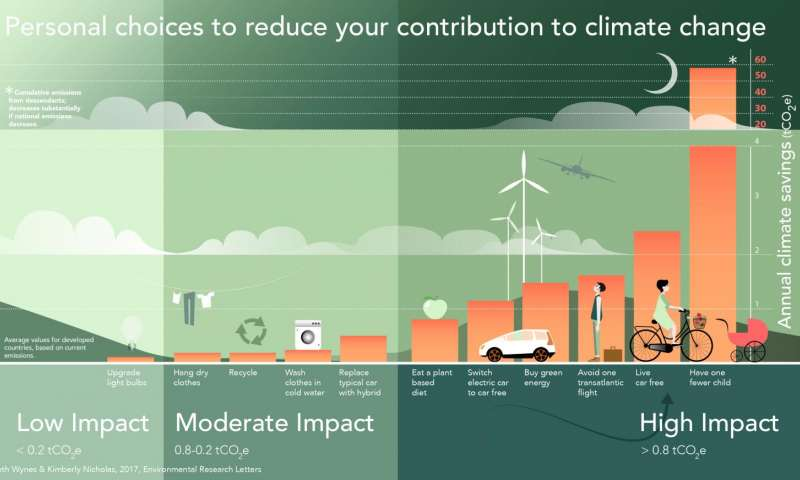 Personal choices to reduce your contribution to climate change
* Cumulative emissions
from descendants;
decreases substantially
if national emissions
decrease.
*
60
50
40
30
20
4
3
2
1
Annual climate savings (tCO2e)
Average values for developed
countries, based on current
emissions.
Upgrade
light bulbs
Hang dry
clothes
Recycle
Wash
clothes in
cold water
Replace
typical car
with hybrid
Eat a plant
based
diet
Switch
electric car
to car free
Buy green
energy
Avoid one
transatlantic
flight
Live
car free
Have one
fewer child
Low Impact
< 0.2 tCO2e
Moderate Impact
0.8-0.2 tCO2e
High Impact
> 0.8 tCO2e
th Wynes & Kimberly Nicholas, 2017, Environmental Research Letters